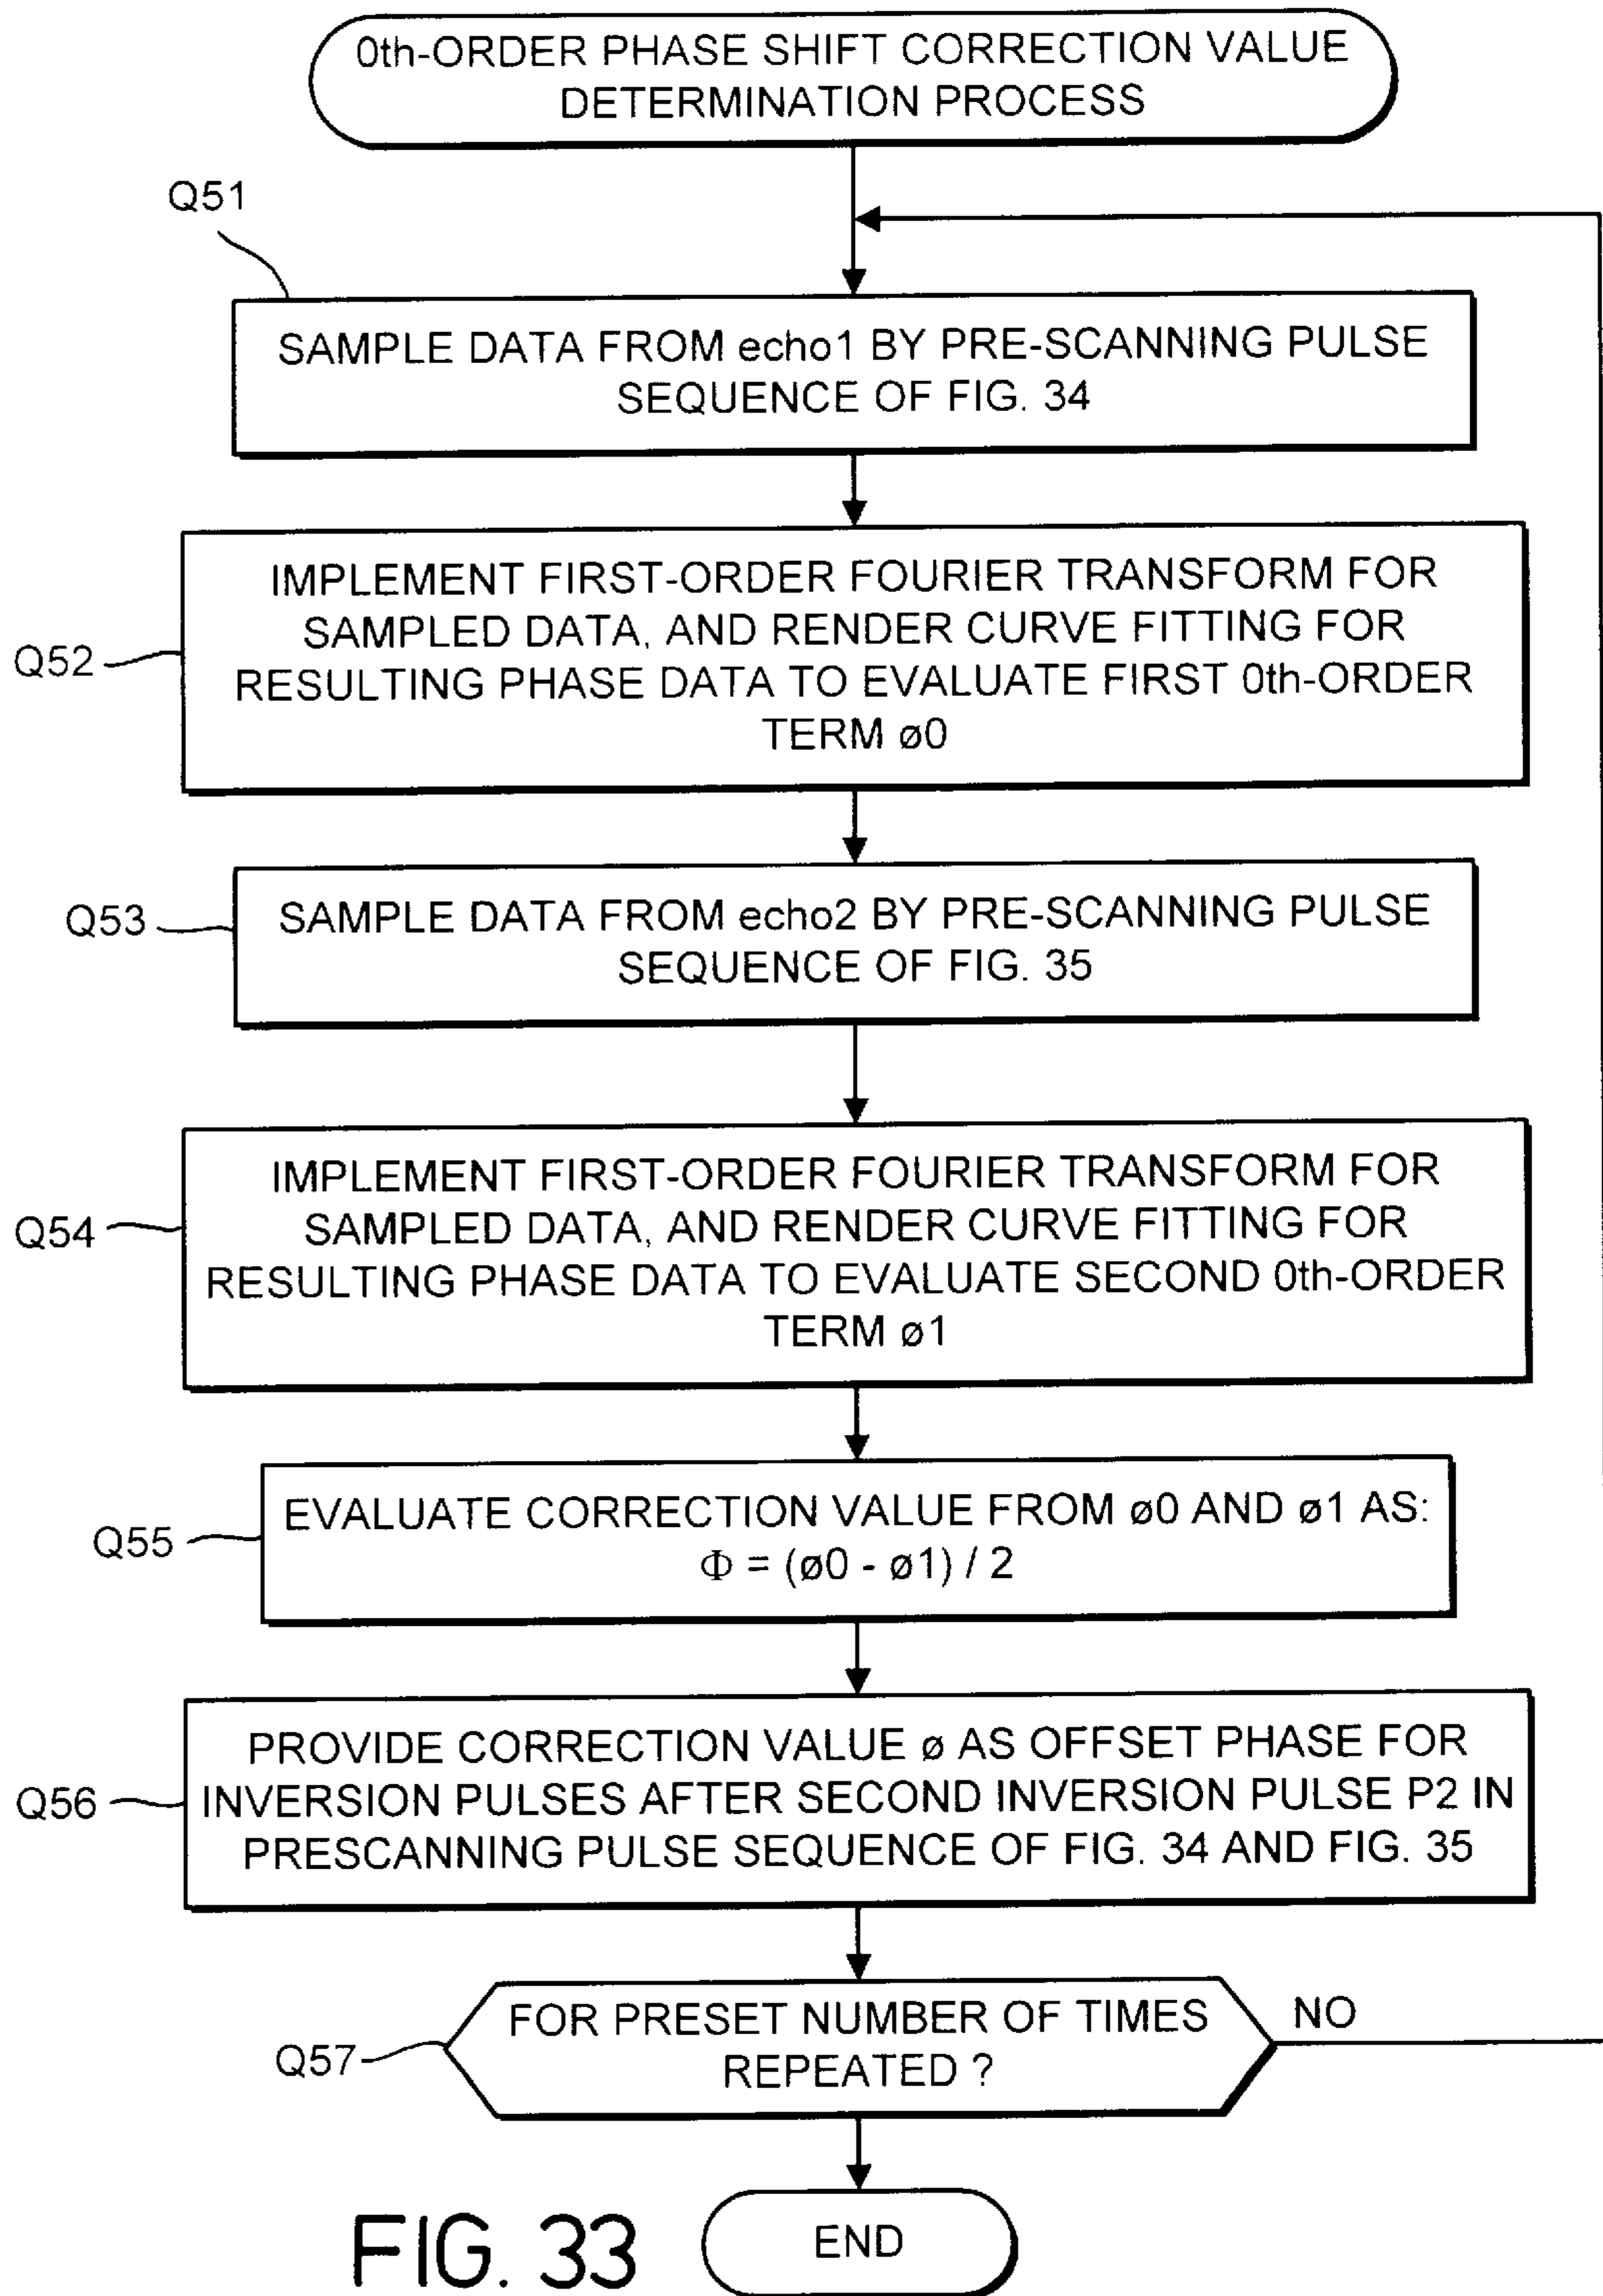 0th-ORDER PHASE SHIFT CORRECTION VALUE
DETERMINATION PROCESS
Q51
SAMPLE DATA FROM echo1 BY PRE-SCANNING PULSE
SEQUENCE OF FIG. 34
Q52
IMPLEMENT FIRST-ORDER FOURIER TRANSFORM FOR
SAMPLED DATA, AND RENDER CURVE FITTING FOR
RESULTING PHASE DATA TO EVALUATE FIRST 0th-ORDER
TERM ø0
Q53
SAMPLE DATA FROM echo2 BY PRE-SCANNING PULSE
SEQUENCE OF FIG. 35
Q54
IMPLEMENT FIRST-ORDER FOURIER TRANSFORM FOR
SAMPLED DATA, AND RENDER CURVE FITTING FOR
RESULTING PHASE DATA TO EVALUATE SECOND 0th-ORDER
TERM ø1
Q55
EVALUATE CORRECTION VALUE FROM ø0 AND ø1 AS:
Φ = (ø0 - ø1) / 2
Q56
PROVIDE CORRECTION VALUE ø AS OFFSET PHASE FOR
INVERSION PULSES AFTER SECOND INVERSION PULSE P2 IN
PRESCANNING PULSE SEQUENCE OF FIG. 34 AND FIG. 35
Q57
FOR PRESET NUMBER OF TIMES
REPEATED ?
NO
END
FIG. 33